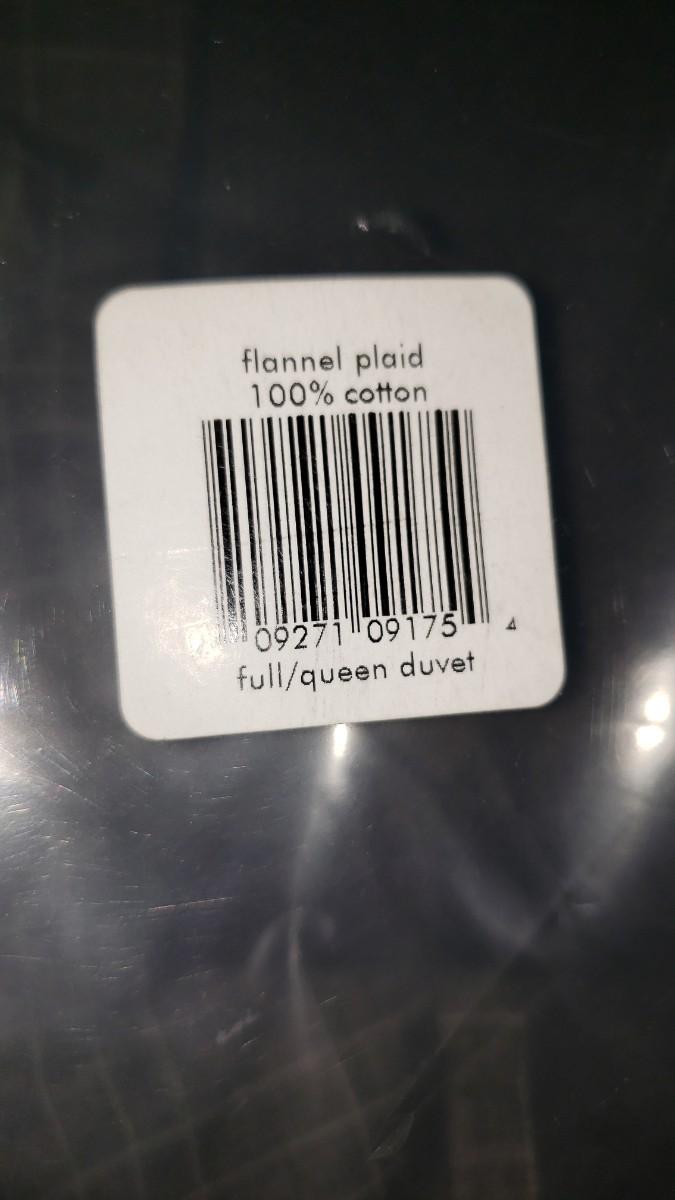 flannel plaid
100% cotton
09271 09175 4
full/queen duvet